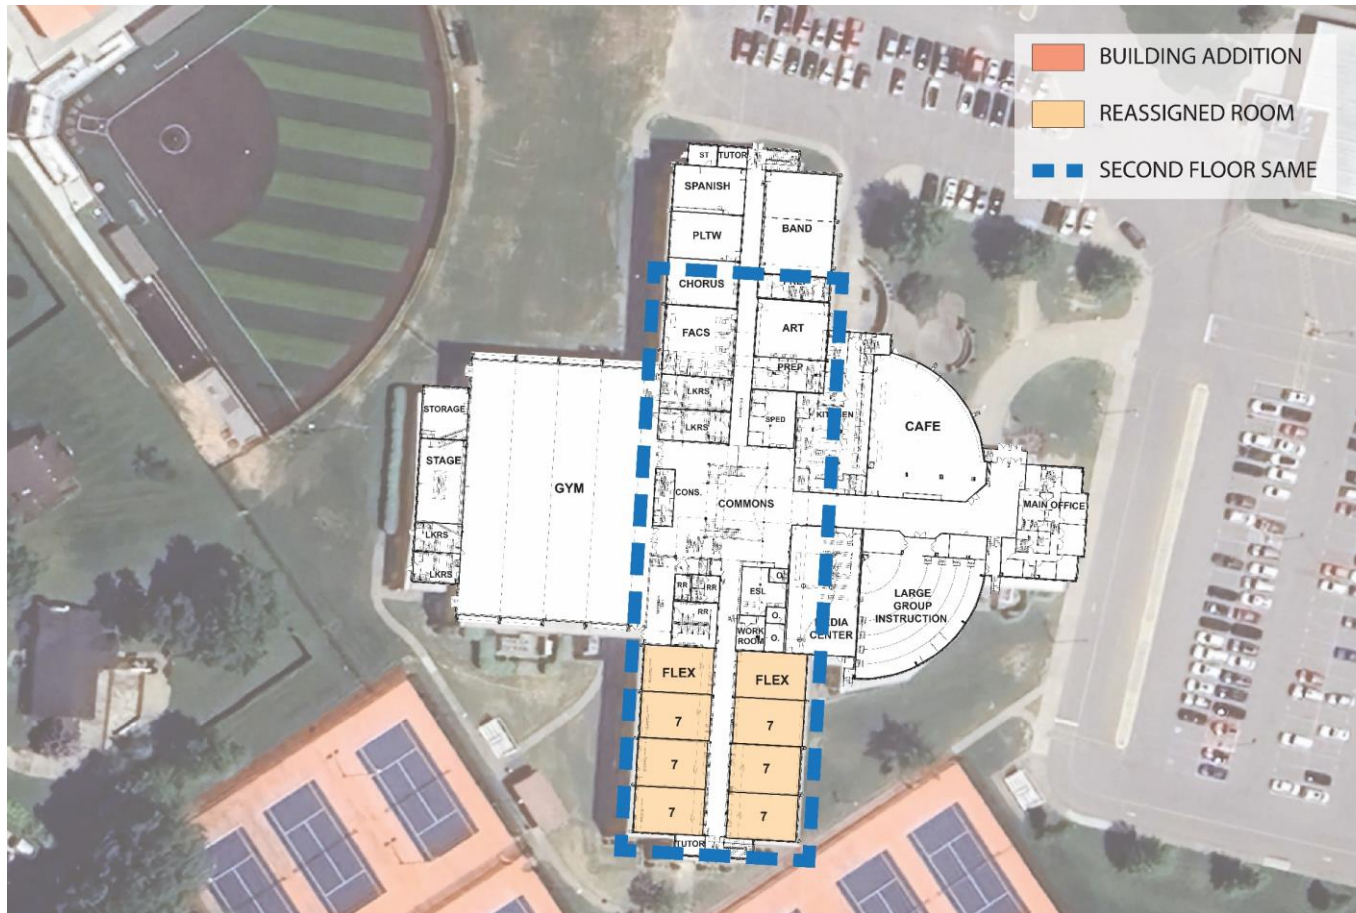 BUILDING ADDITION
REASSIGNED ROOM
SECOND FLOOR SAME
ST
TUTOR
SPANISH
BAND
PLTW
CHORUS
PREP
FACS
ART
PREP
LKRS
LKRS
SPED
KITCHEN
CAFE
STORAGE
STAGE
GYM
CONS.
COMMONS
MAIN OFFICE
LKRS
LKRS
RR
RR
RR
ESL
O.
O.
O.
WORK
ROOM
MEDIA
CENTER
LARGE
GROUP
INSTRUCTION
FLEX
FLEX
7
7
7
7
7
7
TUTOR